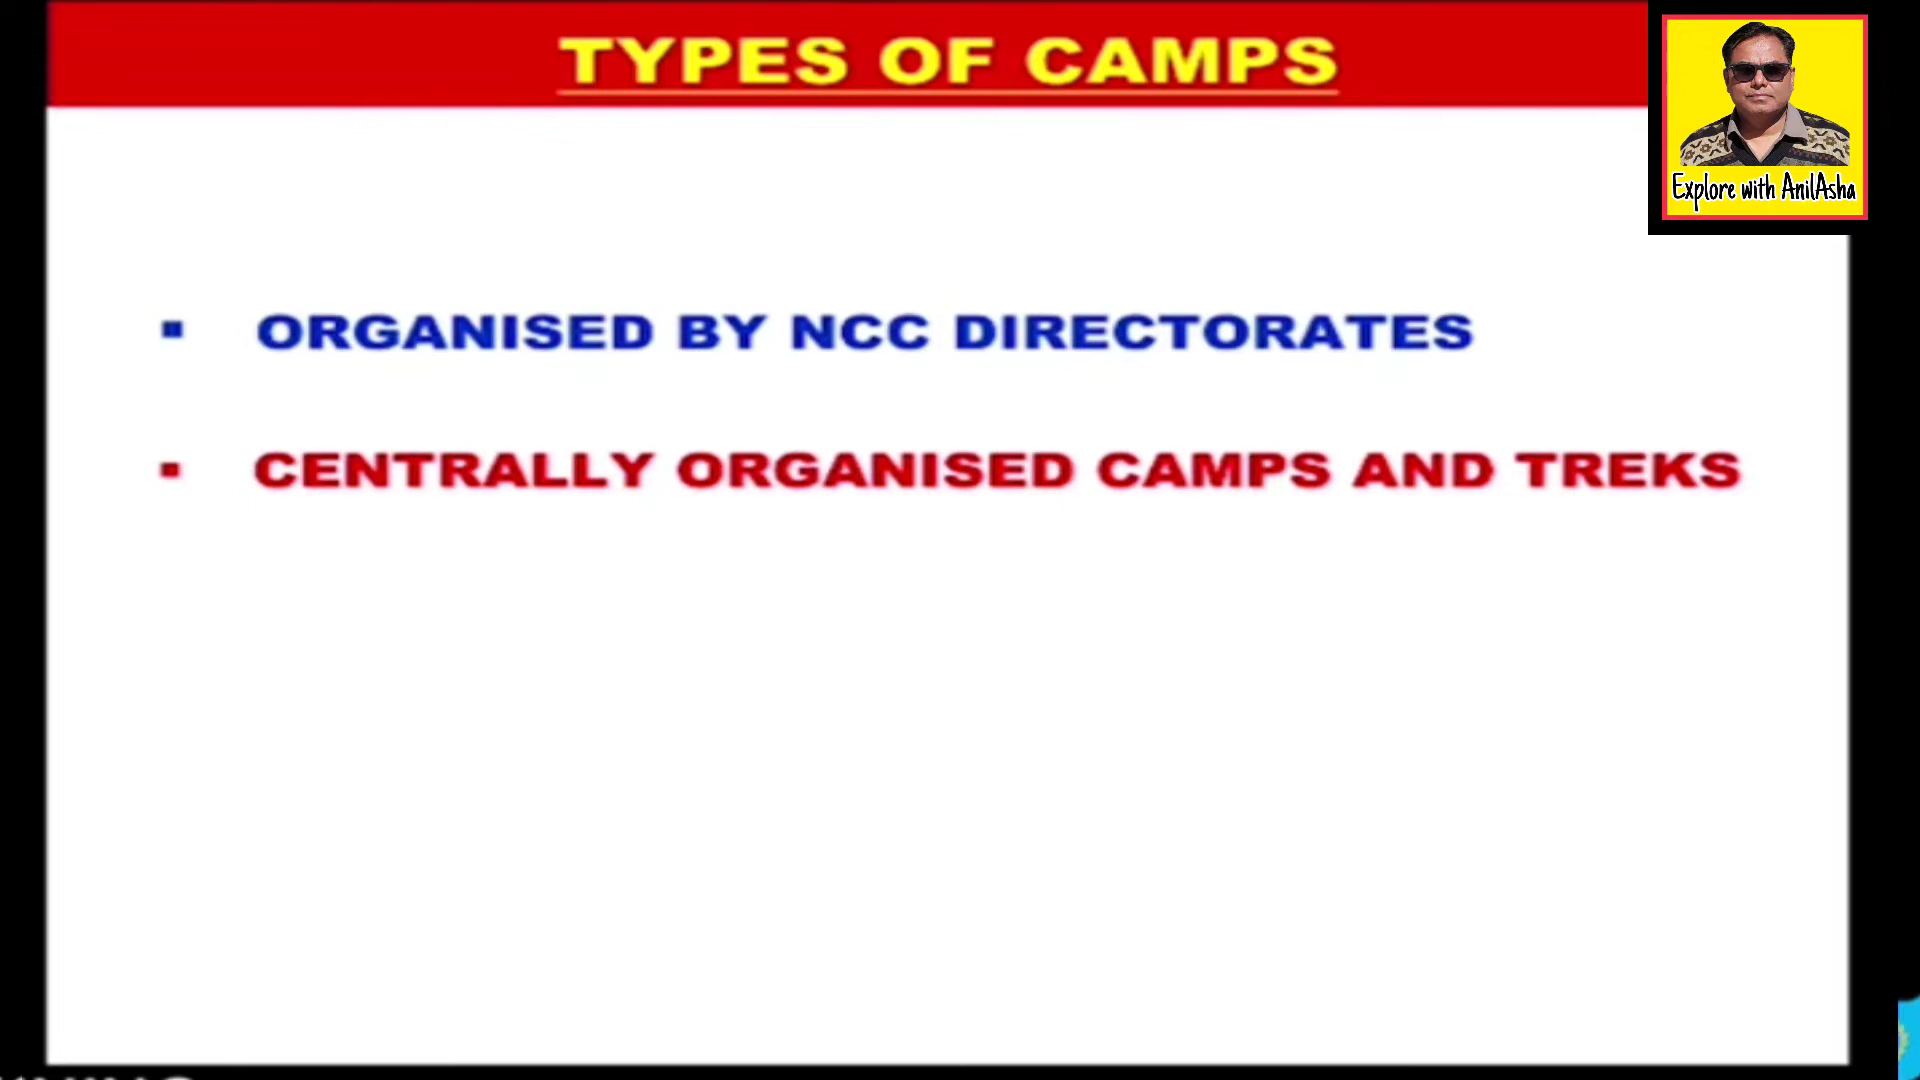 TYPES OF CAMPS
Explore with AnilAsha
▪ ORGANISED BY NCC DIRECTORATES
▪ CENTRALLY ORGANISED CAMPS AND TREKS